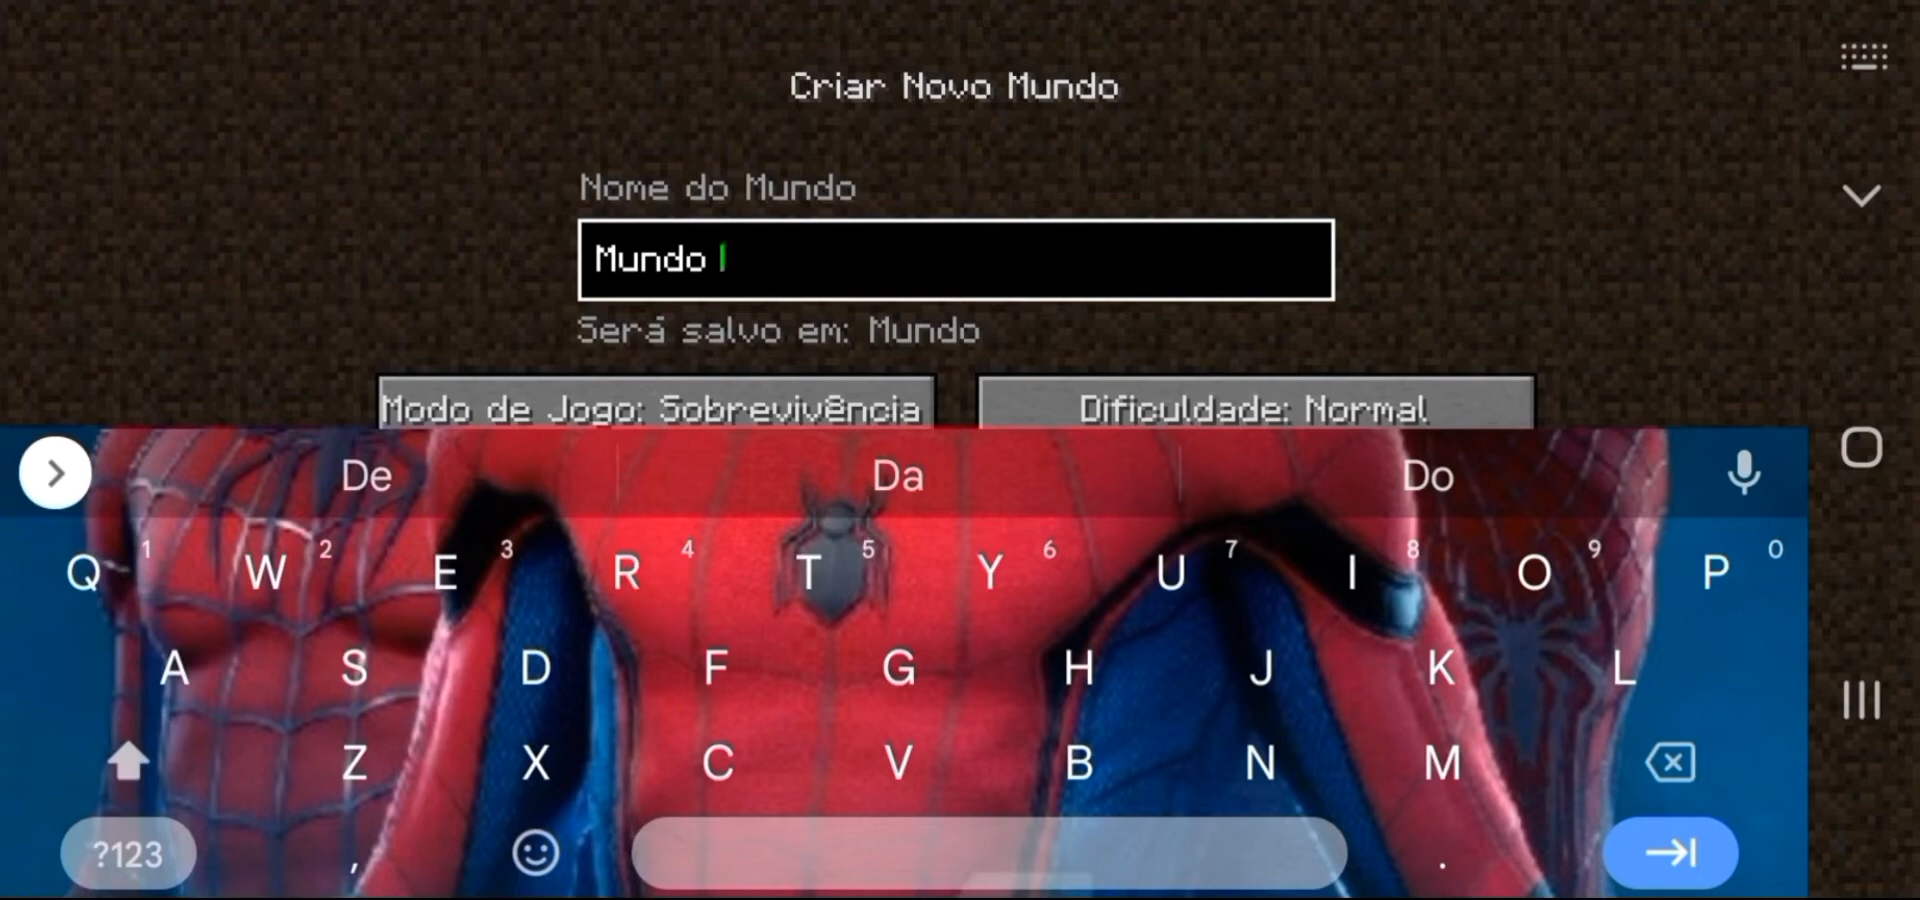 Criar Novo Mundo
Nome do Mundo
Mundo
Será salvo em: Mundo
Modo de Jogo: Sobrevivência
Dificuldade: Normal
De Da Do
Q 1 W 2 E 3 R 4 T 5 Y 6 U 7 I 8 O 9 P 0
A S D F G H J K L
Z X C V B N M
?123 , .